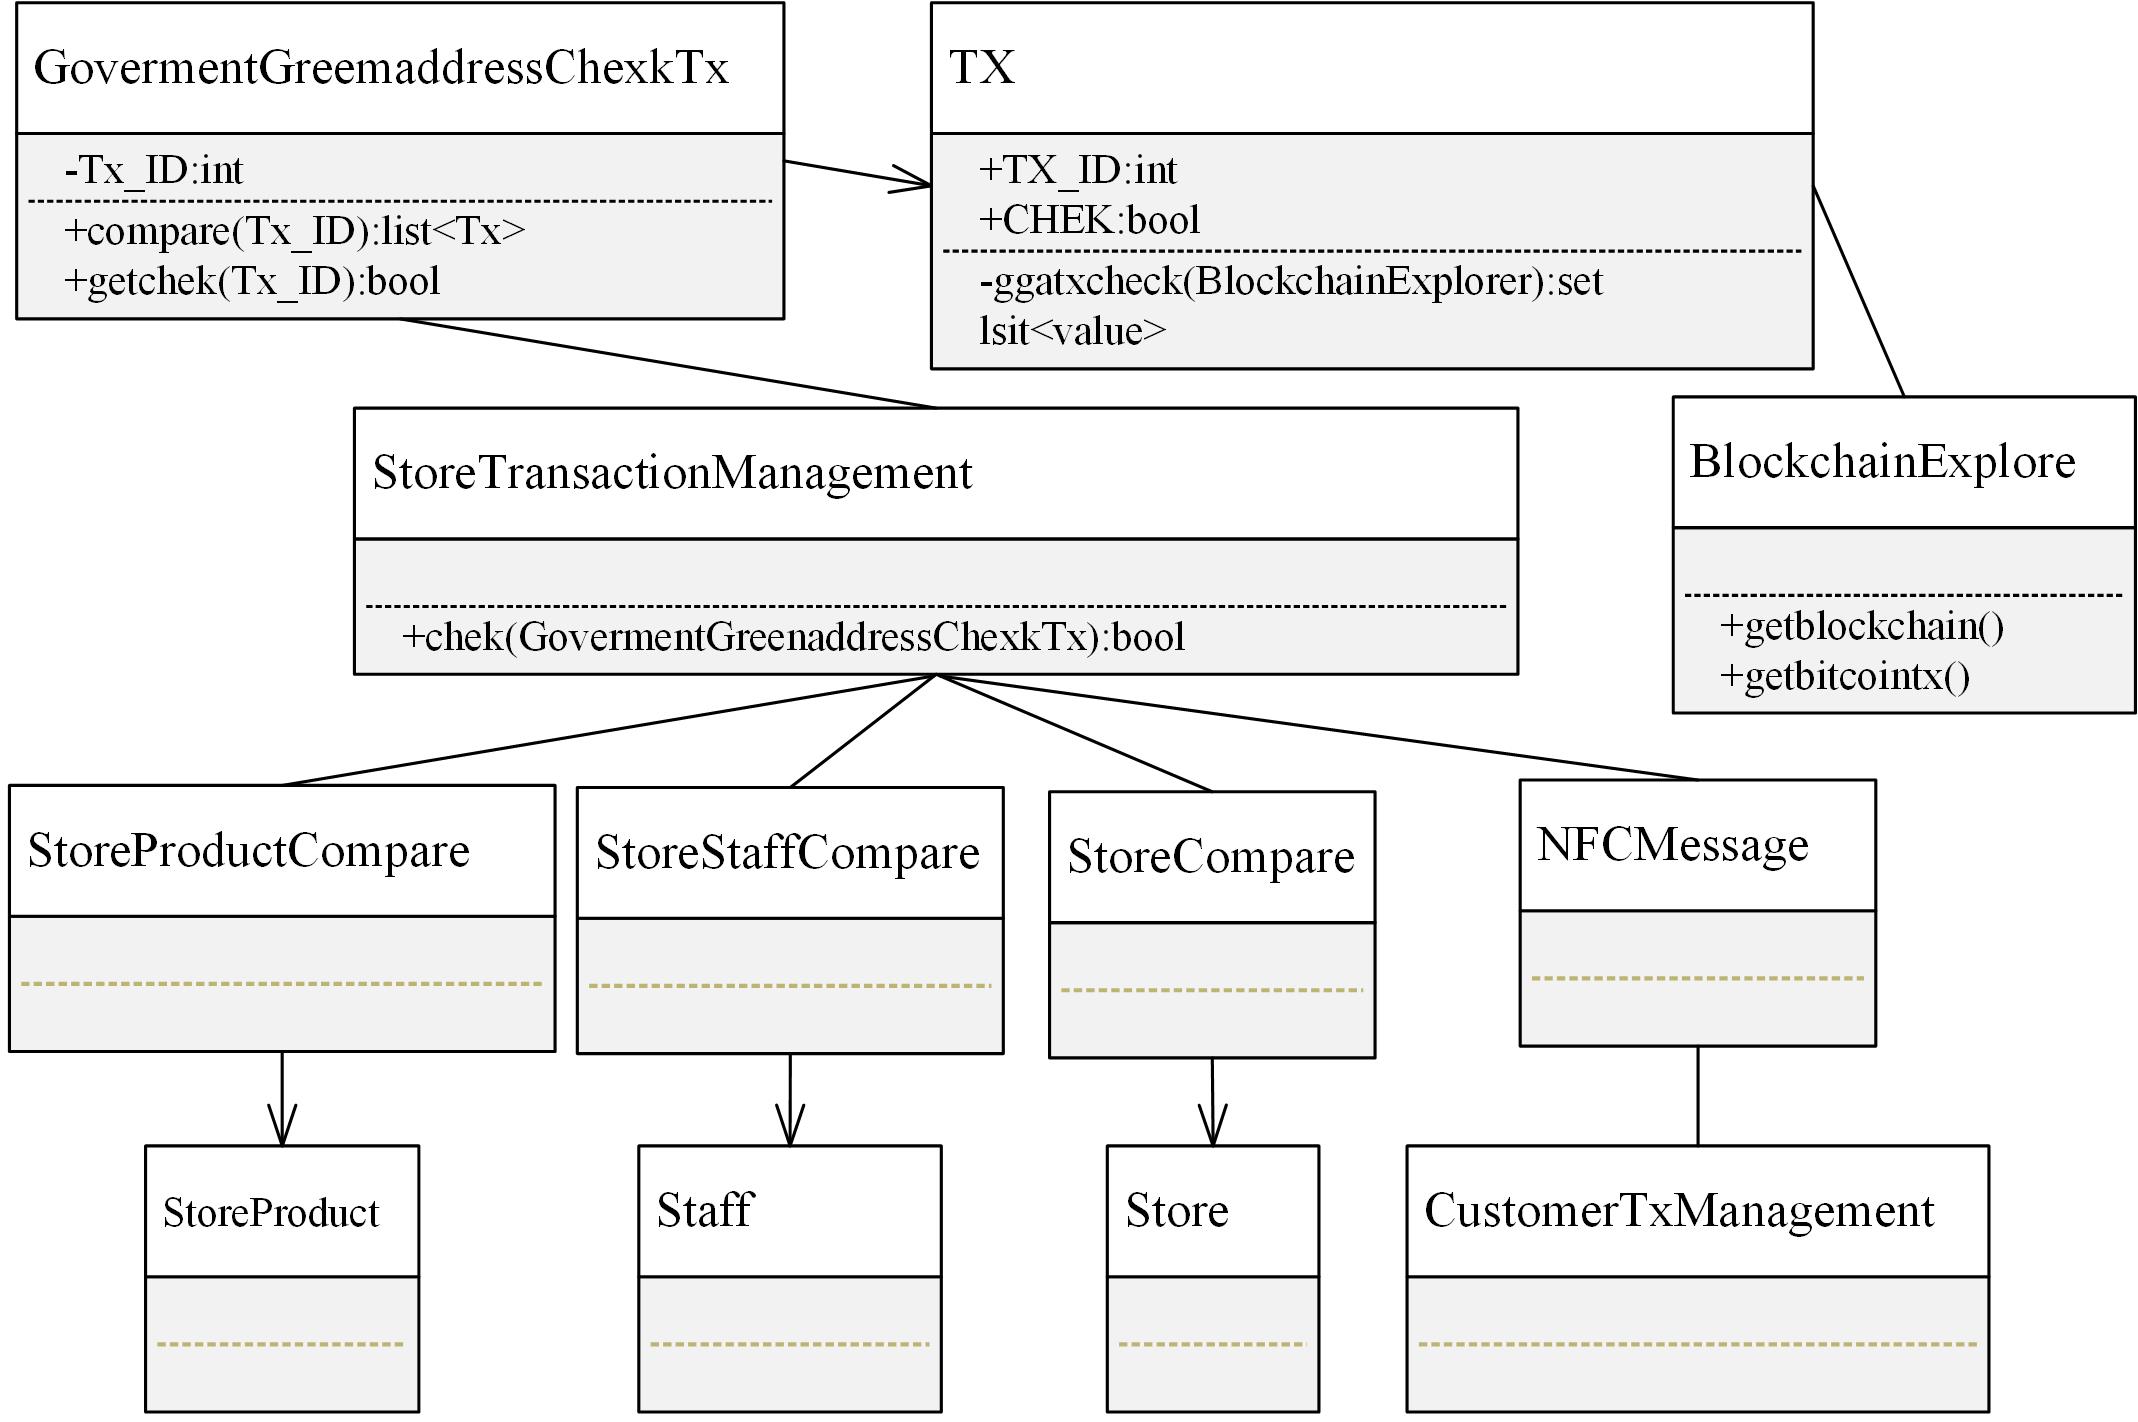 GovermentGreemaddressChexkTx
-Tx_ID:int
+compare(Tx_ID):list<Tx>
+getchek(Tx_ID):bool
TX
+TX_ID:int
+CHEK:bool
-ggatxcheck(BlockchainExplorer):set
lsit<value>
StoreTransactionManagement
+chek(GovermentGreenaddressChexkTx):bool
BlockchainExplore
+getblockchain()
+getbitcointx()
StoreProductCompare
StoreStaffCompare
StoreCompare
NFCMessage
StoreProduct
Staff
Store
CustomerTxManagement